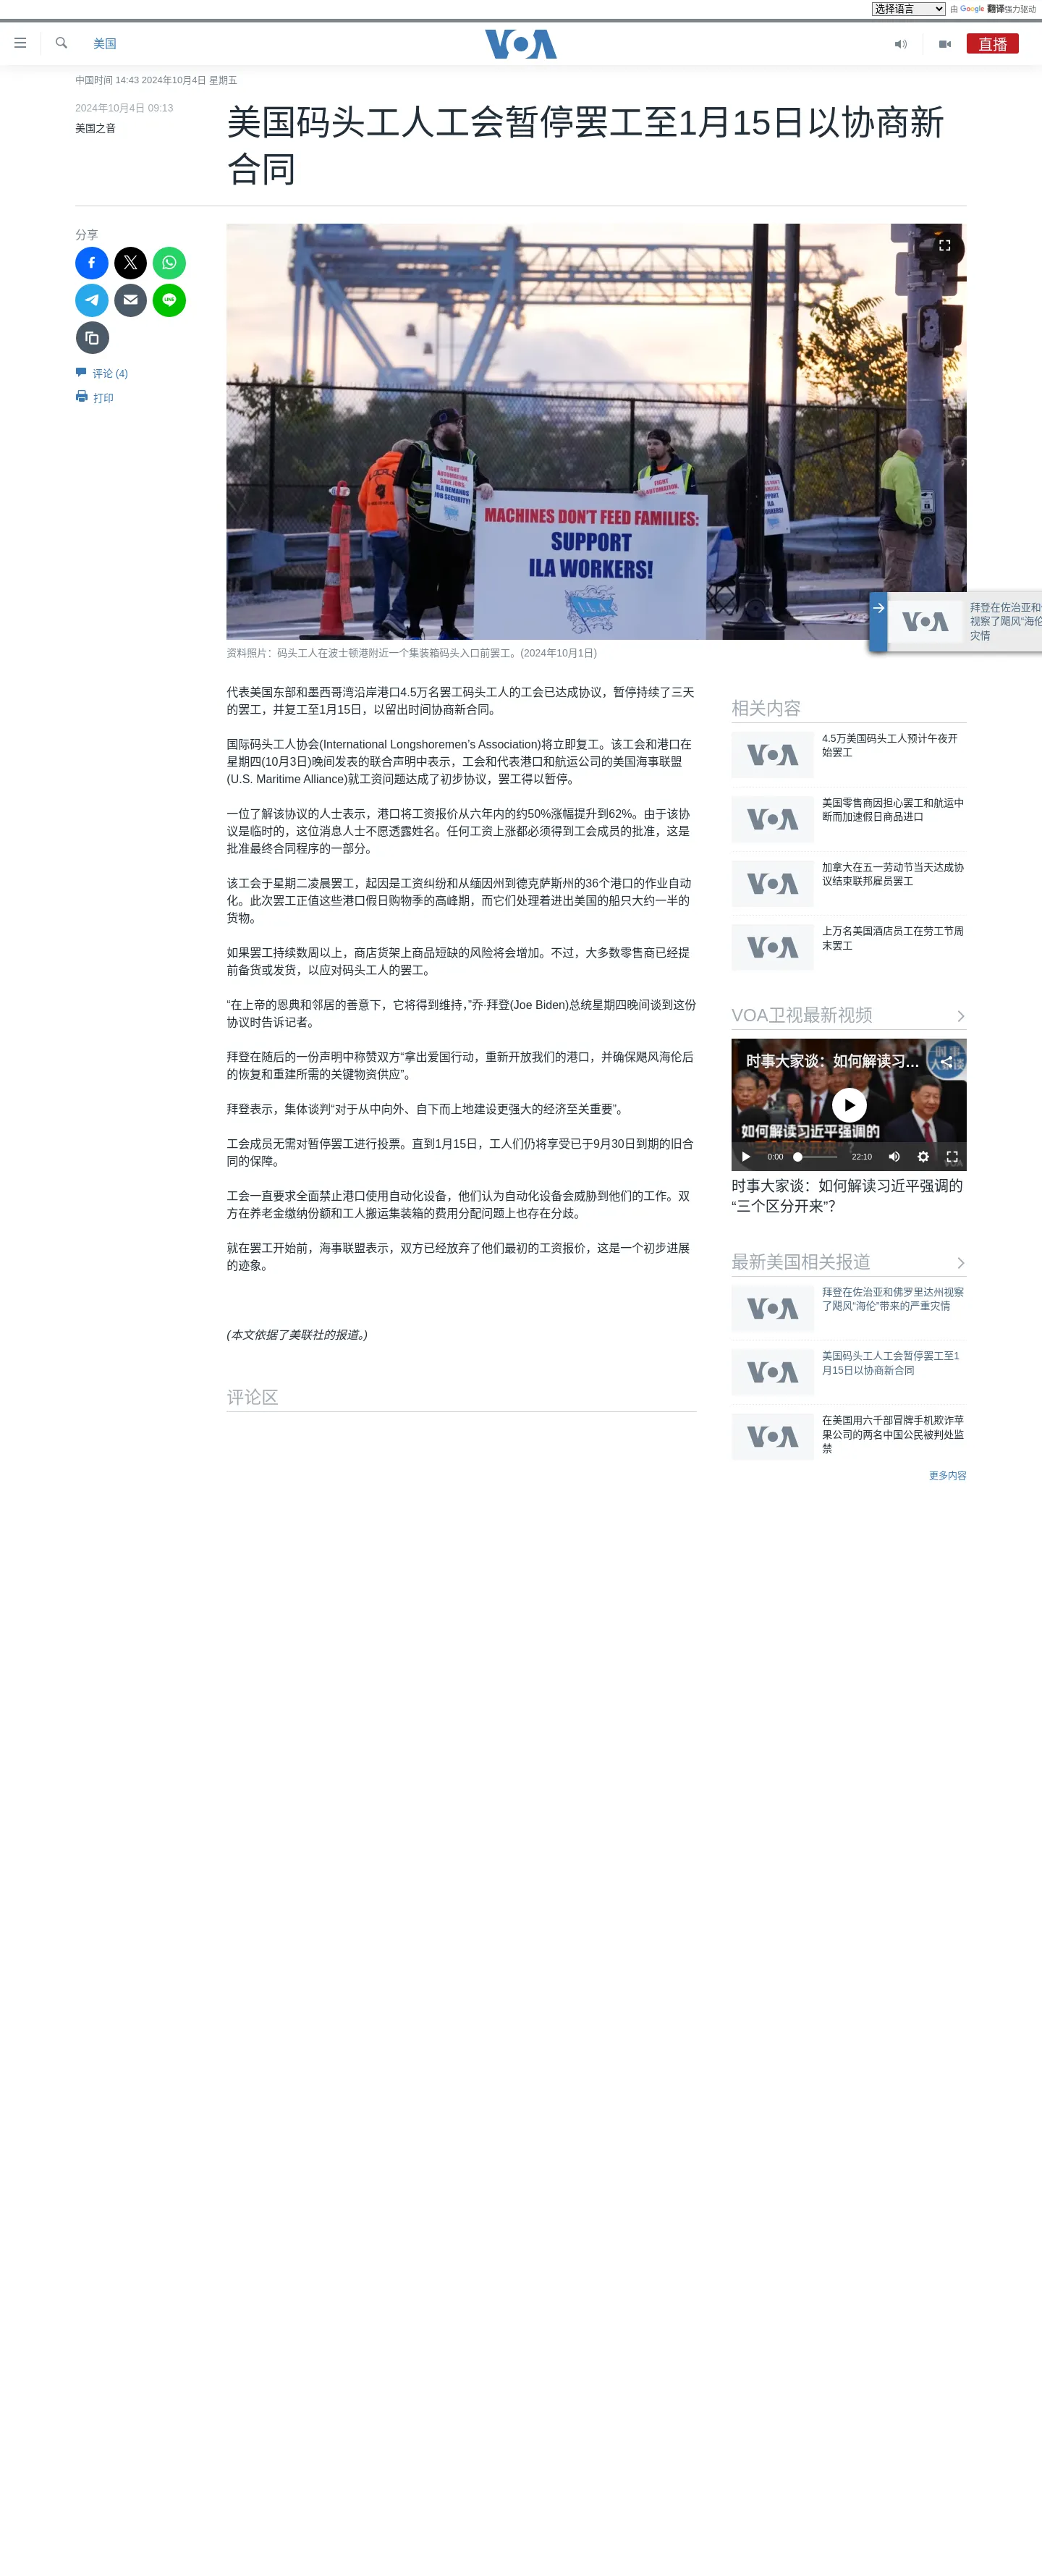 选择语言
由 Google 翻译强力驱动
美国
VOA
直播
中国时间 14:43 2024年10月4日 星期五
2024年10月4日 09:13
美国之音
美国码头工人工会暂停罢工至1月15日以协商新
合同
分享
评论 (4)
打印
FIGHT
AUTOMATION,
SAVE JOBS:
ILA DEMANDS
JOB SECURITY!
FIGHT
AUTOMATION,
MACHINES DON'T FEED FAMILIES:
SUPPORT
ILA WORKERS!
I.L.A.
拜登在佐治亚和
视察了飓风“海伦
灾情
资料照片：码头工人在波士顿港附近一个集装箱码头入口前罢工。(2024年10月1日)
代表美国东部和墨西哥湾沿岸港口4.5万名罢工码头工人的工会已达成协议，暂停持续了三天
的罢工，并复工至1月15日，以留出时间协商新合同。
国际码头工人协会(International Longshoremen’s Association)将立即复工。该工会和港口在
星期四(10月3日)晚间发表的联合声明中表示，工会和代表港口和航运公司的美国海事联盟
(U.S. Maritime Alliance)就工资问题达成了初步协议，罢工得以暂停。
一位了解该协议的人士表示，港口将工资报价从六年内的约50%涨幅提升到62%。由于该协
议是临时的，这位消息人士不愿透露姓名。任何工资上涨都必须得到工会成员的批准，这是
批准最终合同程序的一部分。
该工会于星期二凌晨罢工，起因是工资纠纷和从缅因州到德克萨斯州的36个港口的作业自动
化。此次罢工正值这些港口假日购物季的高峰期，而它们处理着进出美国的船只大约一半的
货物。
如果罢工持续数周以上，商店货架上商品短缺的风险将会增加。不过，大多数零售商已经提
前备货或发货，以应对码头工人的罢工。
“在上帝的恩典和邻居的善意下，它将得到维持，”乔·拜登(Joe Biden)总统星期四晚间谈到这份
协议时告诉记者。
拜登在随后的一份声明中称赞双方“拿出爱国行动，重新开放我们的港口，并确保飓风海伦后
的恢复和重建所需的关键物资供应”。
拜登表示，集体谈判“对于从中向外、自下而上地建设更强大的经济至关重要”。
工会成员无需对暂停罢工进行投票。直到1月15日，工人们仍将享受已于9月30日到期的旧合
同的保障。
工会一直要求全面禁止港口使用自动化设备，他们认为自动化设备会威胁到他们的工作。双
方在养老金缴纳份额和工人搬运集装箱的费用分配问题上也存在分歧。
就在罢工开始前，海事联盟表示，双方已经放弃了他们最初的工资报价，这是一个初步进展
的迹象。
(本文依据了美联社的报道。)
评论区
相关内容
4.5万美国码头工人预计午夜开
始罢工
美国零售商因担心罢工和航运中
断而加速假日商品进口
加拿大在五一劳动节当天达成协
议结束联邦雇员罢工
上万名美国酒店员工在劳工节周
末罢工
VOA卫视最新视频
时事大家谈：如何解读习...
如何解读习近平强调的
“三个区分开来”？
0:00
22:10
时事大家谈：如何解读习近平强调的
“三个区分开来”？
最新美国相关报道
拜登在佐治亚和佛罗里达州视察
了飓风“海伦”带来的严重灾情
美国码头工人工会暂停罢工至1
月15日以协商新合同
在美国用六千部冒牌手机欺诈苹
果公司的两名中国公民被判处监
禁
更多内容